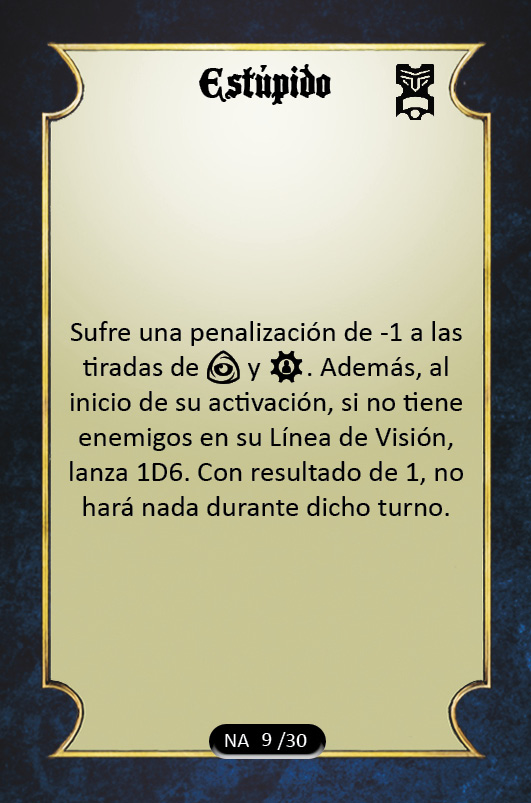 Estúpido
Sufre una penalización de -1 a las
tiradas de y . Además, al
inicio de su activación, si no tiene
enemigos en su Línea de Visión,
lanza 1D6. Con resultado de 1, no
hará nada durante dicho turno.
NA 9 /30